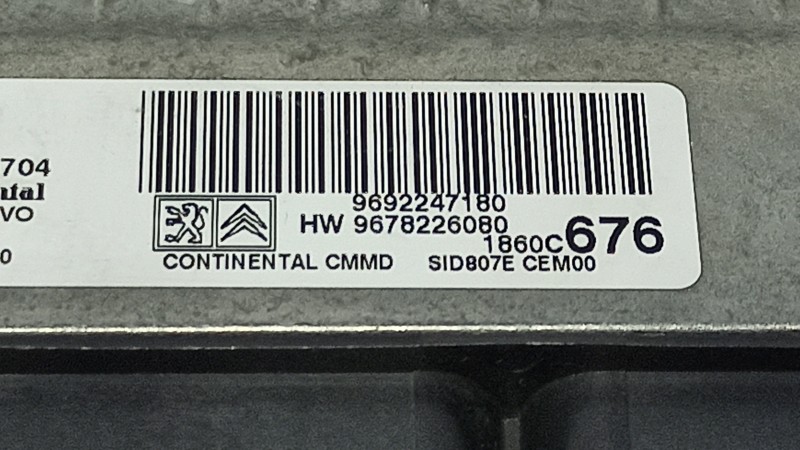 704
ntal
VO
0
9692247180
HW 9678226080
1860C676
CONTINENTAL CMMD SID807E CEM00